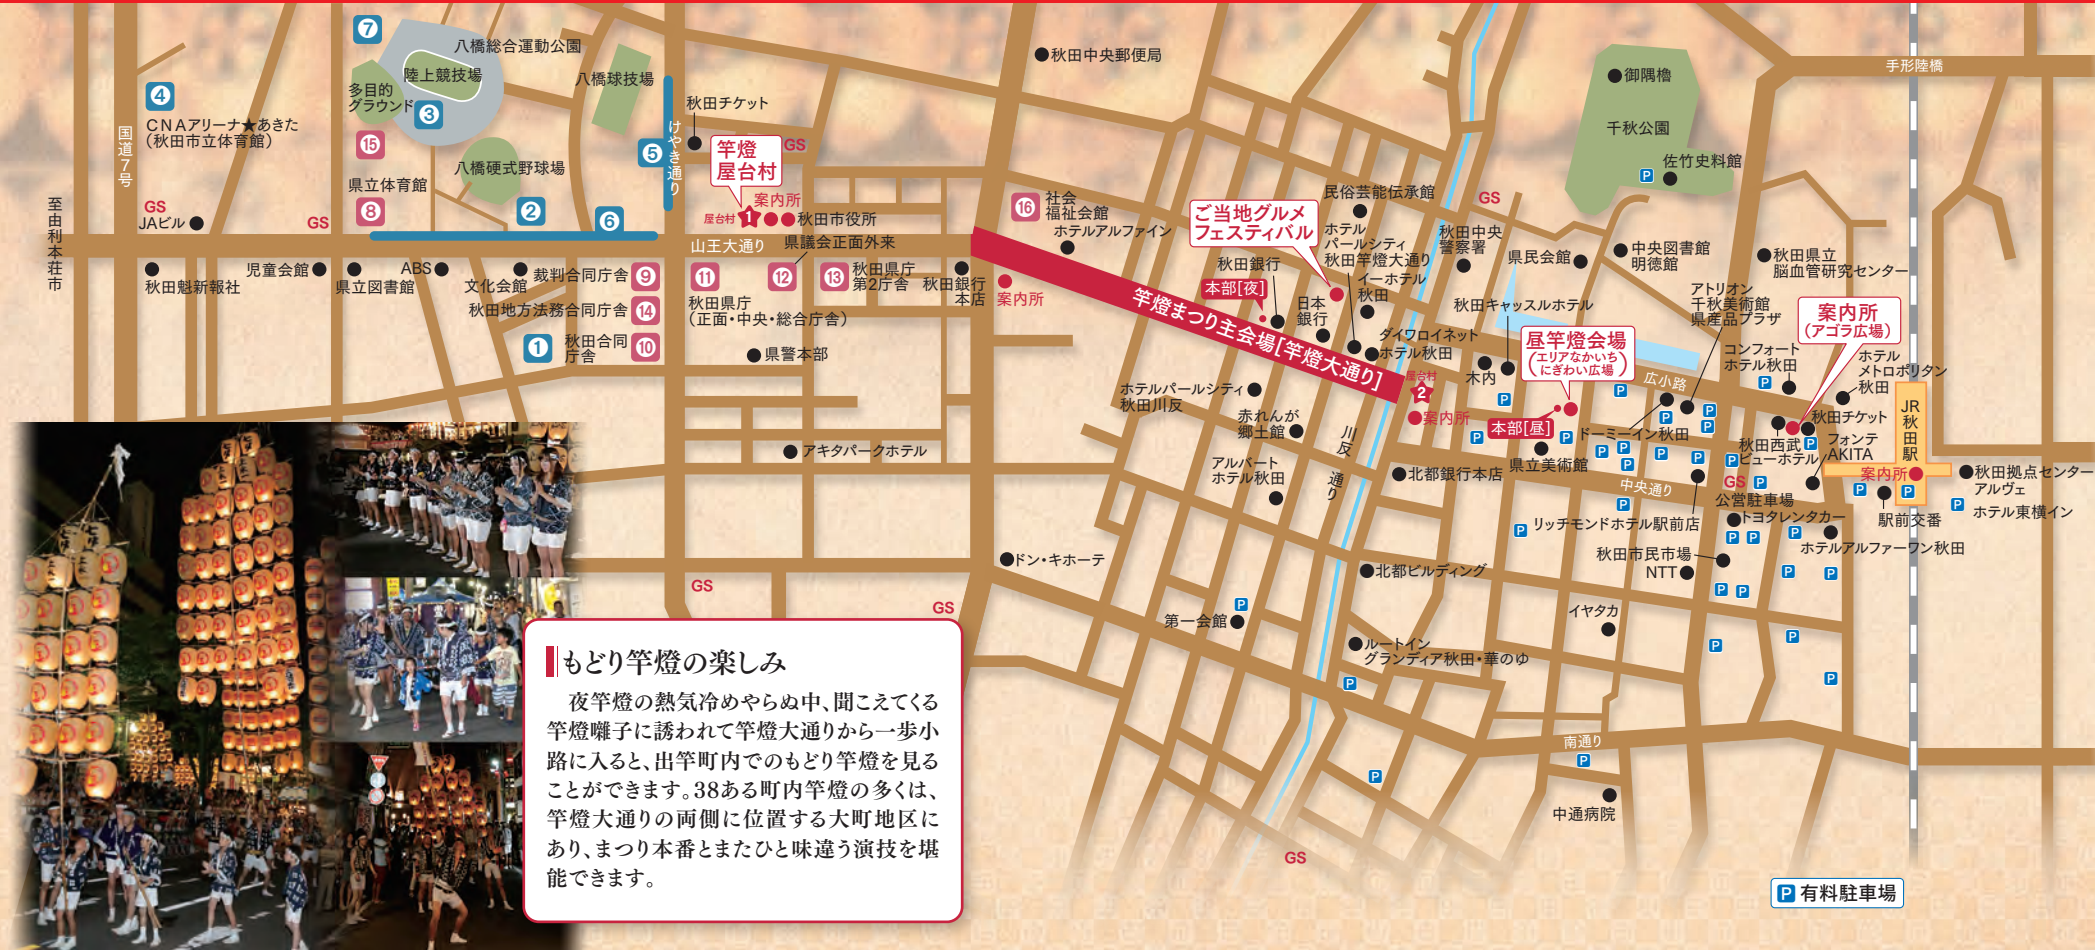 7
八橋総合運動公園
陸上競技場
多目的
グラウンド
3
八橋球技場
4
CNAアリーナ★あきた
(秋田市立体育館)
国道7号
15
県立体育館
8
八橋硬式野球場
2
6
5
けやき通り
秋田チケット
竿燈
屋台村
GS
案内所
屋台村
1
秋田市役所
至由利本荘市
GS
JAビル
GS
山王大通り
県議会正面外来
秋田魁新報社
児童会館
県立図書館
ABS
文化会館
裁判合同庁舎
9
秋田地方法務合同庁舎
14
1
秋田合同
庁舎
10
11
秋田県庁
(正面・中央・総合庁舎)
12
13
秋田県庁
第2庁舎
秋田銀行
本店
県警本部
アキタパークホテル
GS
GS
秋田中央郵便局
16
社会
福祉会館
ホテルアルファイン
案内所
竿燈まつり主会場[竿燈大通り]
ご当地グルメ
フェスティバル
秋田銀行
本部[夜]
日本
銀行
民俗芸能伝承館
ホテル
パールシティ
秋田竿燈大通り
イーホテル
秋田
ダイワロイネット
ホテル秋田
屋台村
2
案内所
GS
秋田中央
警察署
県民会館
秋田キャッスルホテル
木内
昼竿燈会場
(エリアなかいち
にぎわい広場)
本部[昼]
県立美術館
御隅櫓
千秋公園
佐竹史料館
P
手形陸橋
中央図書館
明徳館
秋田県立
脳血管研究センター
アトリオン
千秋美術館
県産品プラザ
案内所
(アゴラ広場)
コンフォート
ホテル秋田
ホテル
メトロポリタン
秋田
広小路
秋田チケット
ドーミーイン秋田
秋田西武
ビューホテル
フォンテ
AKITA
JR秋田駅
案内所
秋田拠点センター
アルヴェ
ホテル東横イン
駅前交番
中央通り
GS
公営駐車場
トヨタレンタカー
リッチモンドホテル駅前店
ホテルアルファーワン秋田
秋田市民市場
NTT
ホテルパールシティ
秋田川反
赤れんが
郷土館
川反通り
アルバート
ホテル秋田
北都銀行本店
ドン・キホーテ
北都ビルディング
第一会館
イヤタカ
ルートイン
グランディア秋田・華のゆ
南通り
中通病院
GS
P 有料駐車場
もどり竿燈の楽しみ
夜竿燈の熱気冷めやらぬ中、聞こえてくる
竿燈囃子に誘われて竿燈大通りから一歩小
路に入ると、出竿町内でのもどり竿燈を見る
ことができます。38ある町内竿燈の多くは、
竿燈大通りの両側に位置する大町地区に
あり、まつり本番とまたひと味違う演技を堪
能できます。